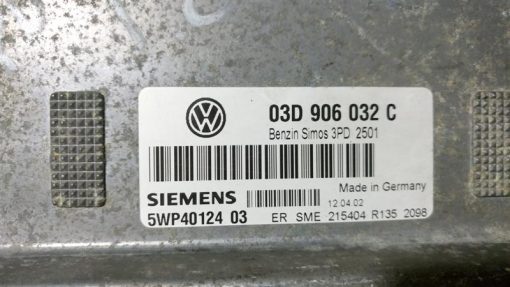 03D 906 032 C
Benzin Simos 3PD 2501
Made in Germany
SIEMENS
12.04.02
5WP40124 03 ER SME 215404 R135 2098